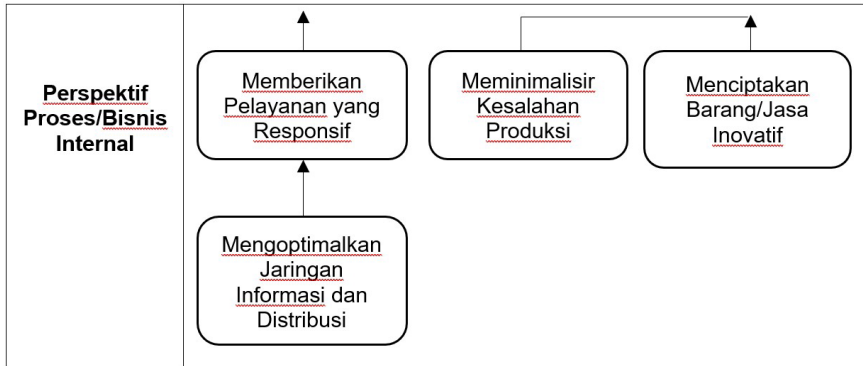 Perspektif
Proses/Bisnis
Internal
Memberikan
Pelayanan yang
Responsif
Meminimalisir
Kesalahan
Produksi
Menciptakan
Barang/Jasa
Inovatif
Mengoptimalkan
Jaringan
Informasi dan
Distribusi